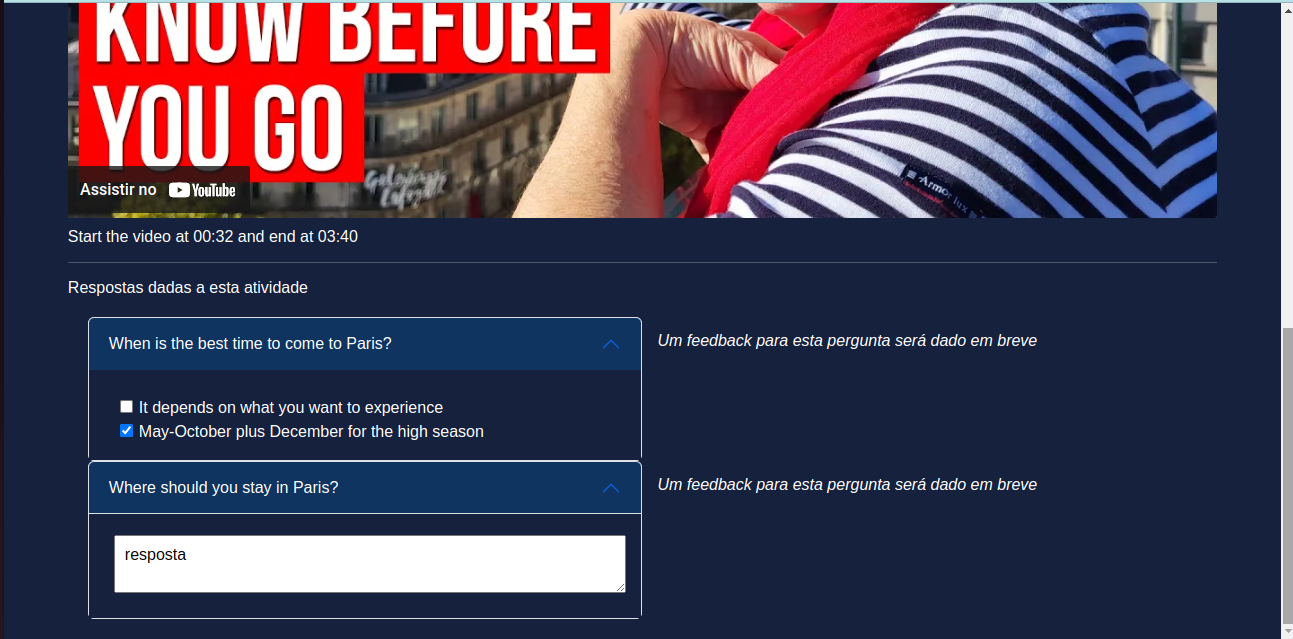 KNOW BEFORE
YOU GO
Assistir no YouTube
Armor lux
Start the video at 00:32 and end at 03:40
Respostas dadas a esta atividade
When is the best time to come to Paris?
Um feedback para esta pergunta será dado em breve
It depends on what you want to experience
May-October plus December for the high season
Where should you stay in Paris?
Um feedback para esta pergunta será dado em breve
resposta